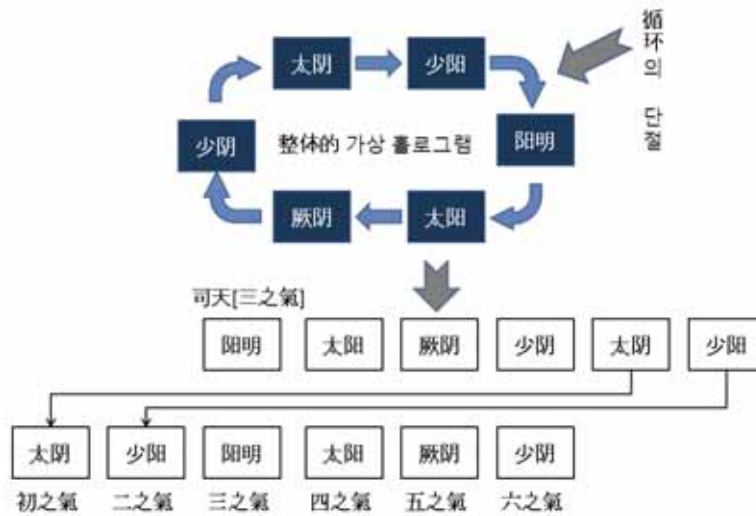 太阴
少阳
循环의 단절
少阴
整体的 가상 홀로그램
阳明
厥阴
太阳
司天[三之氣]
阳明
太阳
厥阴
少阴
太阴
少阳
太阴
少阳
阳明
太阳
厥阴
少阴
初之氣
二之氣
三之氣
四之氣
五之氣
六之氣